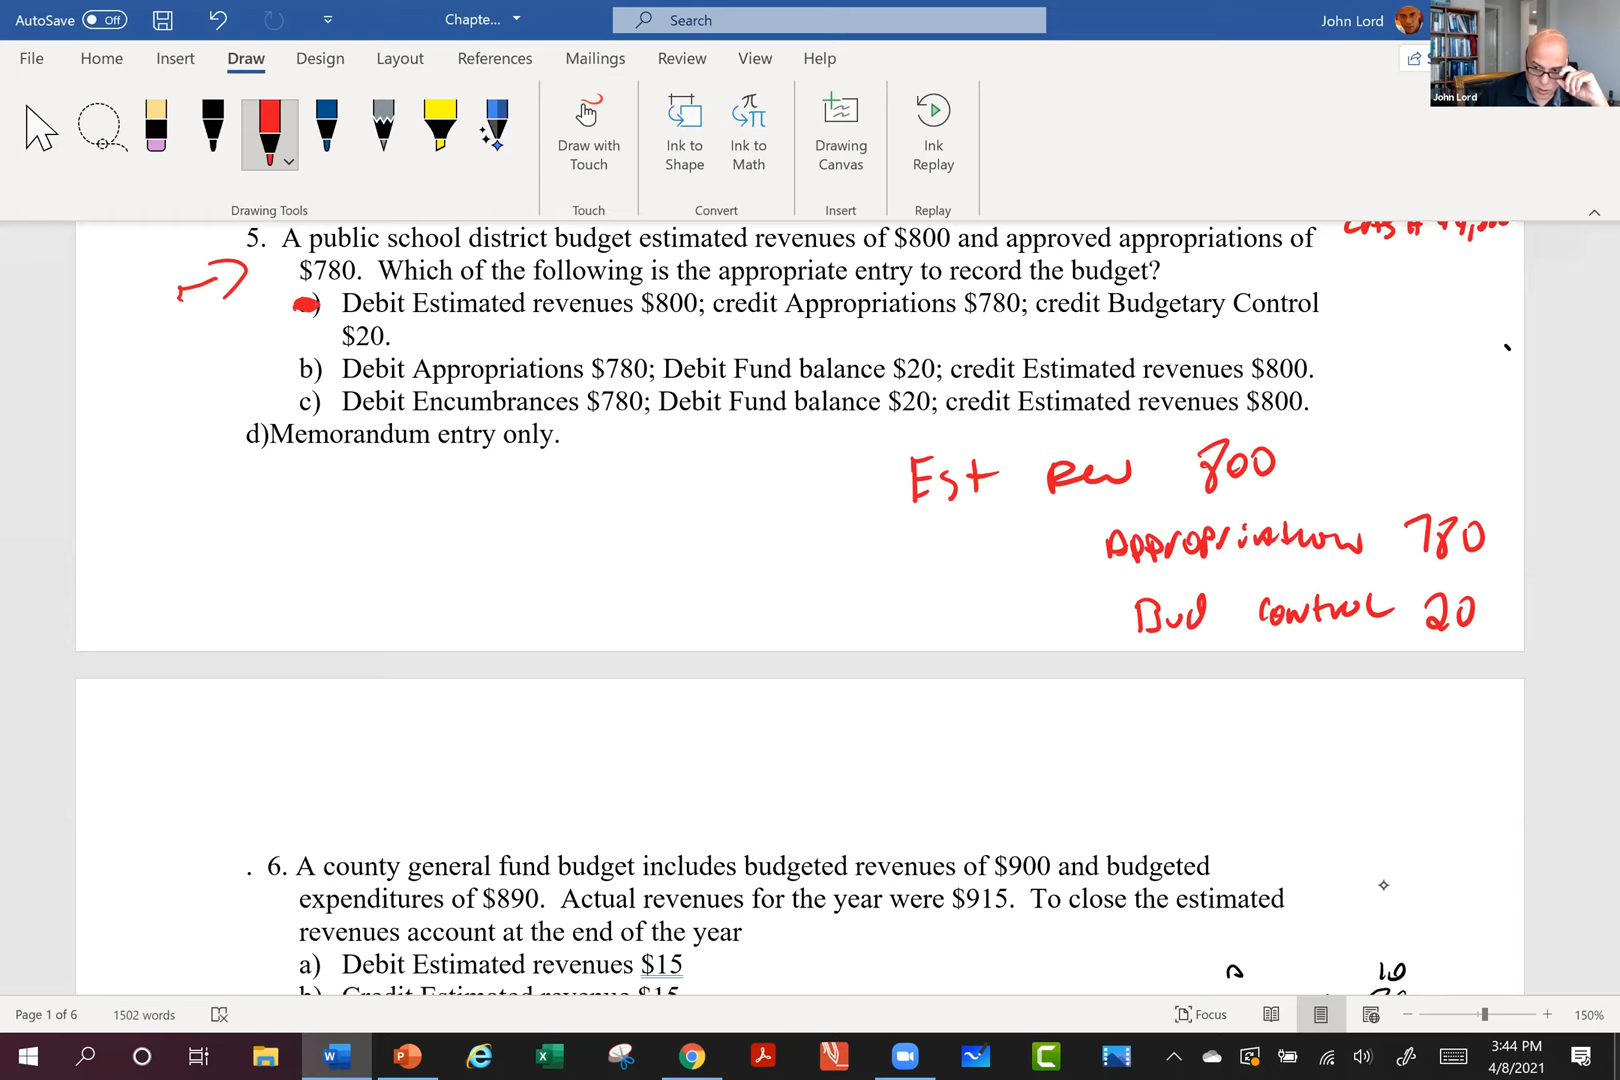 AutoSave Off
Chapte...
Search
John Lord
File Home Insert Draw Design Layout References Mailings Review View Help
John Lord
Draw with Touch
Ink to Shape
Ink to Math
Drawing Canvas
Ink Replay
Drawing Tools
Touch
Convert
Insert
Replay
5. A public school district budget estimated revenues of $800 and approved appropriations of
$780. Which of the following is the appropriate entry to record the budget?
Debit Estimated revenues $800; credit Appropriations $780; credit Budgetary Control
$20.
b) Debit Appropriations $780; Debit Fund balance $20; credit Estimated revenues $800.
c) Debit Encumbrances $780; Debit Fund balance $20; credit Estimated revenues $800.
d)Memorandum entry only.
Est Rev 800
Appropriations 780
Bud control 20
. 6. A county general fund budget includes budgeted revenues of $900 and budgeted
expenditures of $890. Actual revenues for the year were $915. To close the estimated
revenues account at the end of the year
a) Debit Estimated revenues $15
b) Credit Estimated revenue $15
10
Page 1 of 6 1502 words
Focus
150%
3:44 PM
4/8/2021